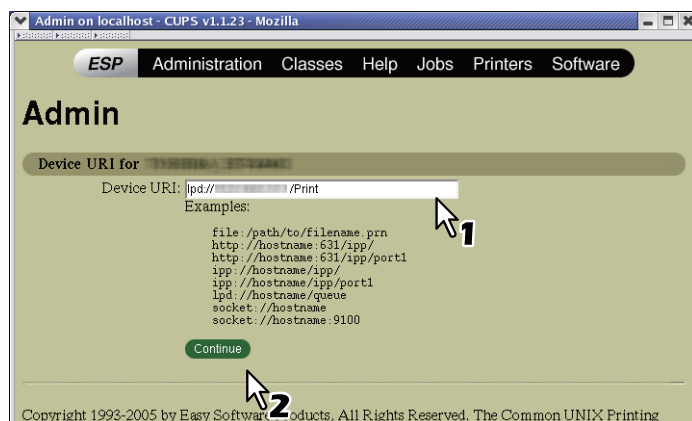 Admin on localhost - CUPS v1.1.23 - Mozilla
ESP Administration Classes Help Jobs Printers Software
Admin
Device URI for
Device URI: lpd:// /Print
Examples:
file:/path/to/filename.prn
http://hostname:631/ipp/
http://hostname:631/ipp/port1
ipp://hostname/ipp/
ipp://hostname/ipp/port1
lpd://hostname/queue
socket://hostname
socket://hostname:9100
1
Continue
2
Copyright 1993-2005 by Easy Software Products, All Rights Reserved. The Common UNIX Printing